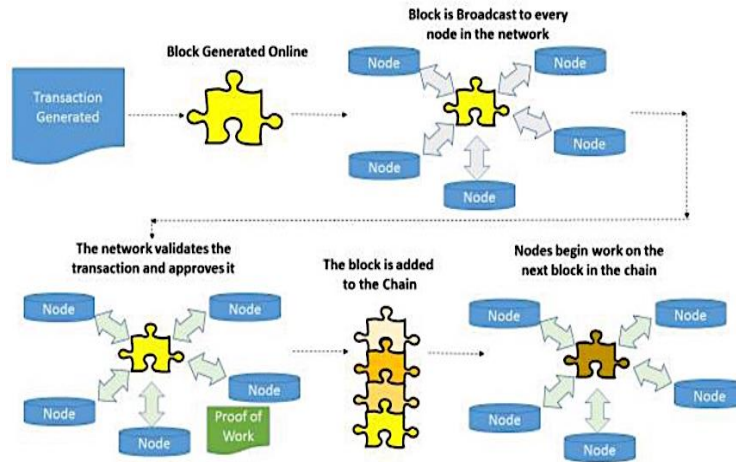 Block is Broadcast to every
node in the network
Block Generated Online
Transaction
Generated
Node
Node
Node
Node
Node
The network validates the
transaction and approves it
The block is added
to the Chain
Nodes begin work on the
next block in the chain
Node
Node
Node
Node
Node
Proof of
Work
Node
Node
Node
Node
Node